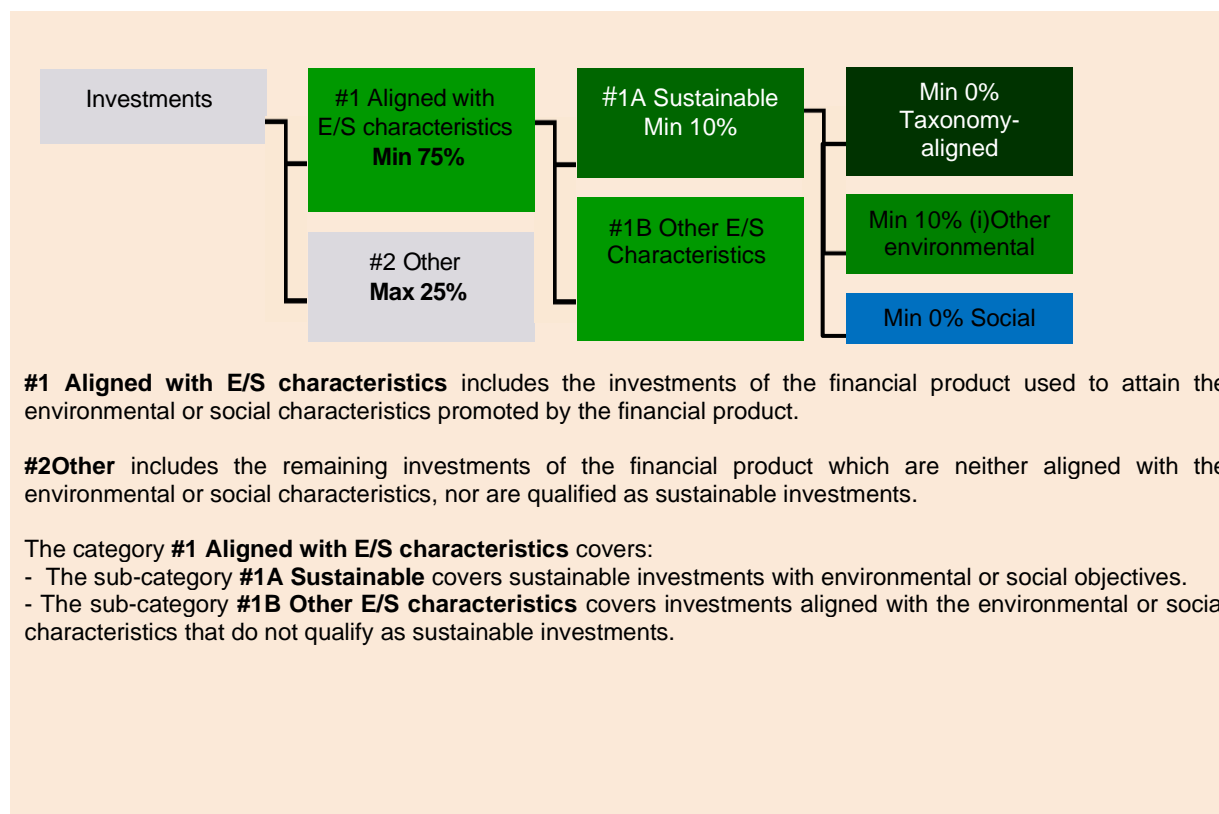 Investments
#1 Aligned with
E/S characteristics
Min 75%
#2 Other
Max 25%
#1A Sustainable
Min 10%
#1B Other E/S
Characteristics
Min 0%
Taxonomy-
aligned
Min 10% (i)Other
environmental
Min 0% Social
#1 Aligned with E/S characteristics includes the investments of the financial product used to attain the
environmental or social characteristics promoted by the financial product.
#2Other includes the remaining investments of the financial product which are neither aligned with the
environmental or social characteristics, nor are qualified as sustainable investments.
The category #1 Aligned with E/S characteristics covers:
- The sub-category #1A Sustainable covers sustainable investments with environmental or social objectives.
- The sub-category #1B Other E/S characteristics covers investments aligned with the environmental or social
characteristics that do not qualify as sustainable investments.